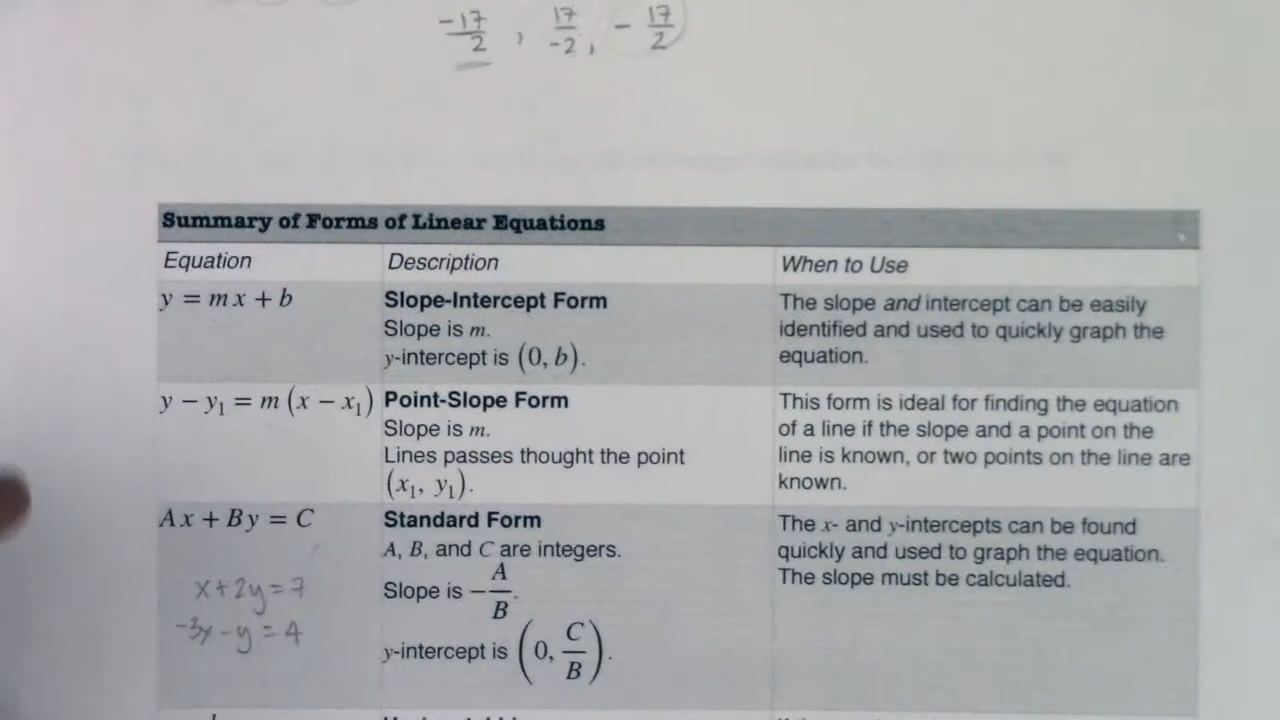 -17/2 , 17/-2 , - 17/2
Summary of Forms of Linear Equations
Equation Description When to Use
y = mx + b
Slope-Intercept Form
Slope is m.
y-intercept is (0, b).
The slope and intercept can be easily
identified and used to quickly graph the
equation.
y − y₁ = m (x − x₁)
Point-Slope Form
Slope is m.
Lines passes thought the point
(x₁, y₁).
This form is ideal for finding the equation
of a line if the slope and a point on the
line is known, or two points on the line are
known.
Ax + By = C
x+2y=7
-3x-y=4
Standard Form
A, B, and C are integers.
Slope is −A/B.
y-intercept is (0, C/B).
The x- and y-intercepts can be found
quickly and used to graph the equation.
The slope must be calculated.